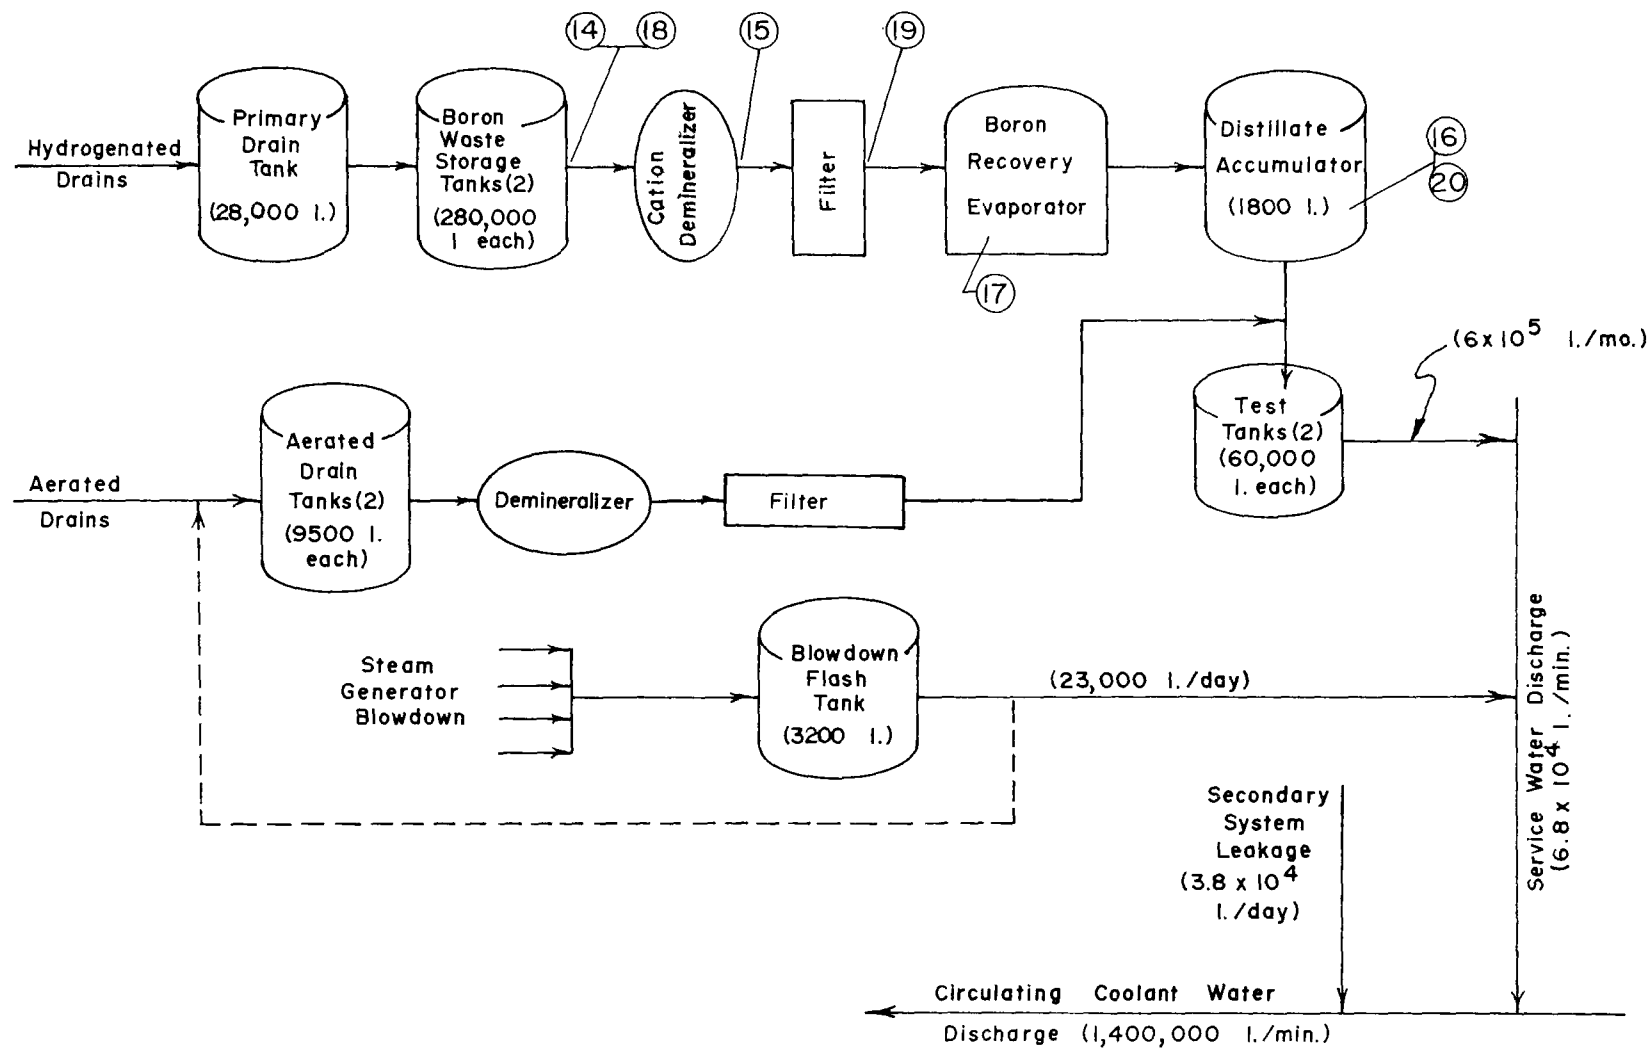 14
18
15
19
Hydrogenated
Drains
Primary
Drain
Tank
(28,000 l.)
Boron
Waste
Storage
Tanks(2)
(280,000
l each)
Cation
Demineralizer
Filter
Boron
Recovery
Evaporator
17
Distillate
Accumulator
(1800 l.)
16
20
(6x10⁵ l./mo.)
Test
Tanks(2)
(60,000
l. each)
Aerated
Drains
Aerated
Drain
Tanks(2)
(9500 l.
each)
Demineralizer
Filter
Steam
Generator
Blowdown
Blowdown
Flash
Tank
(3200 l.)
(23,000 l./day)
Service Water Discharge
(6.8 x 10⁴ l./min.)
Secondary
System
Leakage
(3.8 x 10⁴
l./day)
Circulating Coolant Water
Discharge (1,400,000 l./min.)